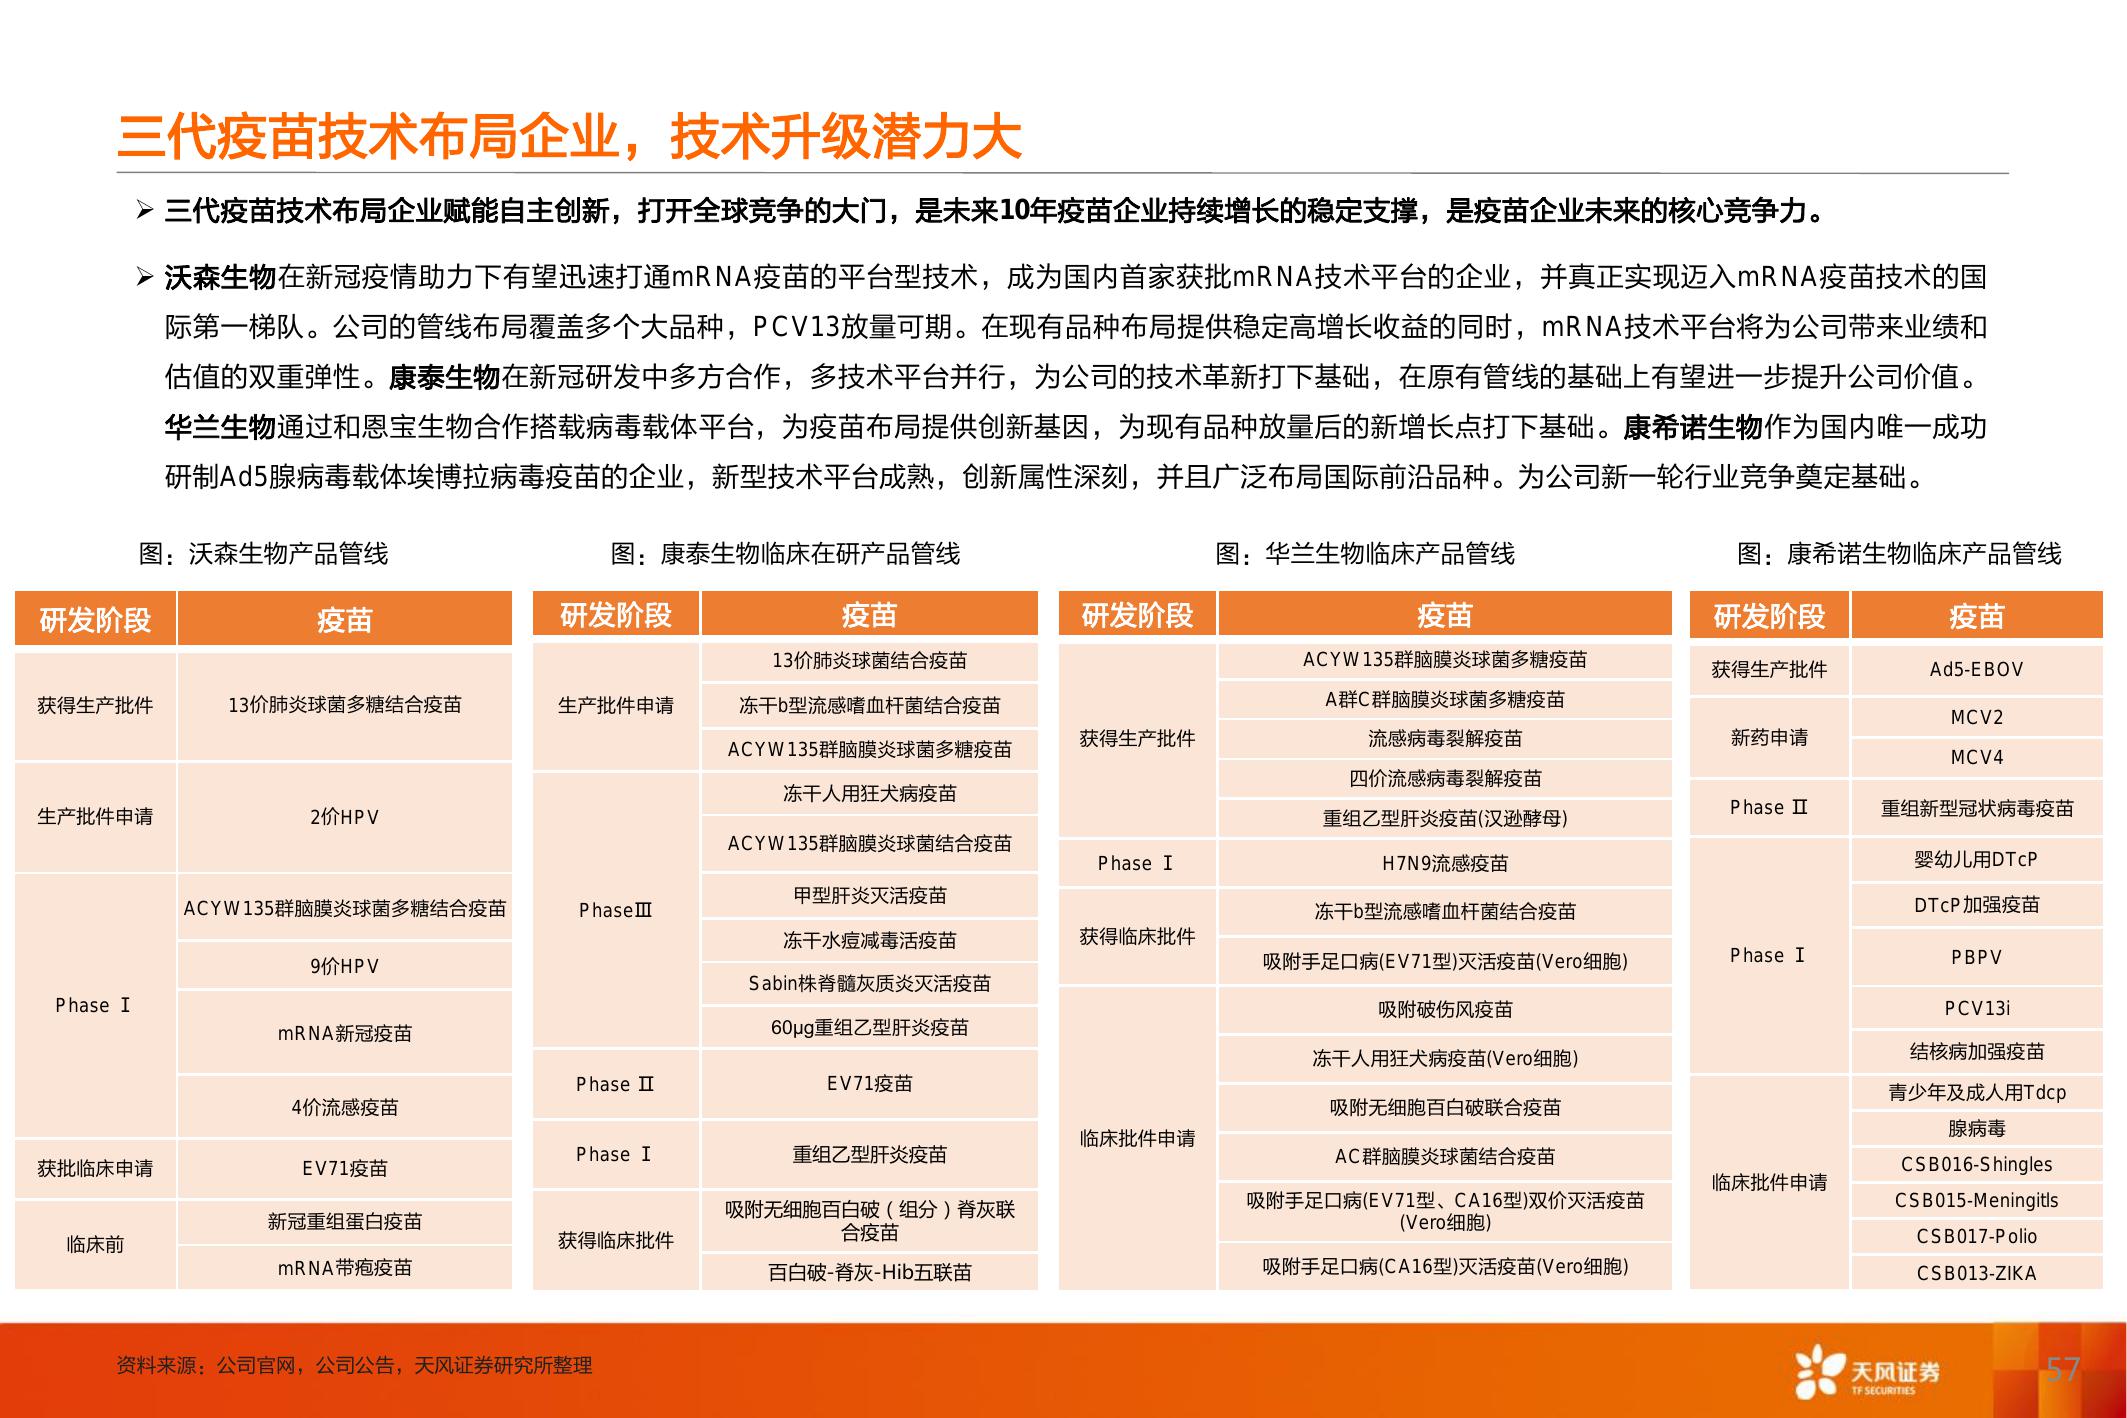 三代疫苗技术布局企业，技术升级潜力大
➢ 三代疫苗技术布局企业赋能自主创新，打开全球竞争的大门，是未来10年疫苗企业持续增长的稳定支撑，是疫苗企业未来的核心竞争力。
➢ 沃森生物在新冠疫情助力下有望迅速打通mRNA疫苗的平台型技术，成为国内首家获批mRNA技术平台的企业，并真正实现迈入mRNA疫苗技术的国
际第一梯队。公司的管线布局覆盖多个大品种，PCV13放量可期。在现有品种布局提供稳定高增长收益的同时，mRNA技术平台将为公司带来业绩和
估值的双重弹性。康泰生物在新冠研发中多方合作，多技术平台并行，为公司的技术革新打下基础，在原有管线的基础上有望进一步提升公司价值。
华兰生物通过和恩宝生物合作搭载病毒载体平台，为疫苗布局提供创新基因，为现有品种放量后的新增长点打下基础。康希诺生物作为国内唯一成功
研制Ad5腺病毒载体埃博拉病毒疫苗的企业，新型技术平台成熟，创新属性深刻，并且广泛布局国际前沿品种。为公司新一轮行业竞争奠定基础。
图：沃森生物产品管线
研发阶段 疫苗
获得生产批件 13价肺炎球菌多糖结合疫苗
生产批件申请 2价HPV
Phase Ⅰ
ACYW135群脑膜炎球菌多糖结合疫苗
9价HPV
mRNA新冠疫苗
4价流感疫苗
获批临床申请 EV71疫苗
临床前
新冠重组蛋白疫苗
mRNA带疱疫苗
图：康泰生物临床在研产品管线
研发阶段 疫苗
生产批件申请
13价肺炎球菌结合疫苗
冻干b型流感嗜血杆菌结合疫苗
ACYW135群脑膜炎球菌多糖疫苗
PhaseⅢ
冻干人用狂犬病疫苗
ACYW135群脑膜炎球菌结合疫苗
甲型肝炎灭活疫苗
冻干水痘减毒活疫苗
Sabin株脊髓灰质炎灭活疫苗
60μg重组乙型肝炎疫苗
Phase Ⅱ EV71疫苗
Phase Ⅰ 重组乙型肝炎疫苗
获得临床批件
吸附无细胞百白破（组分）脊灰联
合疫苗
百白破-脊灰-Hib五联苗
图：华兰生物临床产品管线
研发阶段 疫苗
获得生产批件
ACYW135群脑膜炎球菌多糖疫苗
A群C群脑膜炎球菌多糖疫苗
流感病毒裂解疫苗
四价流感病毒裂解疫苗
重组乙型肝炎疫苗(汉逊酵母)
Phase Ⅰ H7N9流感疫苗
获得临床批件
冻干b型流感嗜血杆菌结合疫苗
吸附手足口病(EV71型)灭活疫苗(Vero细胞)
临床批件申请
吸附破伤风疫苗
冻干人用狂犬病疫苗(Vero细胞)
吸附无细胞百白破联合疫苗
AC群脑膜炎球菌结合疫苗
吸附手足口病(EV71型、CA16型)双价灭活疫苗
(Vero细胞)
吸附手足口病(CA16型)灭活疫苗(Vero细胞)
图：康希诺生物临床产品管线
研发阶段 疫苗
获得生产批件 Ad5-EBOV
新药申请
MCV2
MCV4
Phase Ⅱ 重组新型冠状病毒疫苗
Phase Ⅰ
婴幼儿用DTcP
DTcP加强疫苗
PBPV
PCV13i
结核病加强疫苗
临床批件申请
青少年及成人用Tdcp
腺病毒
CSB016-Shingles
CSB015-Meningitls
CSB017-Polio
CSB013-ZIKA
资料来源：公司官网，公司公告，天风证券研究所整理
天风证券
TF SECURITIES
57